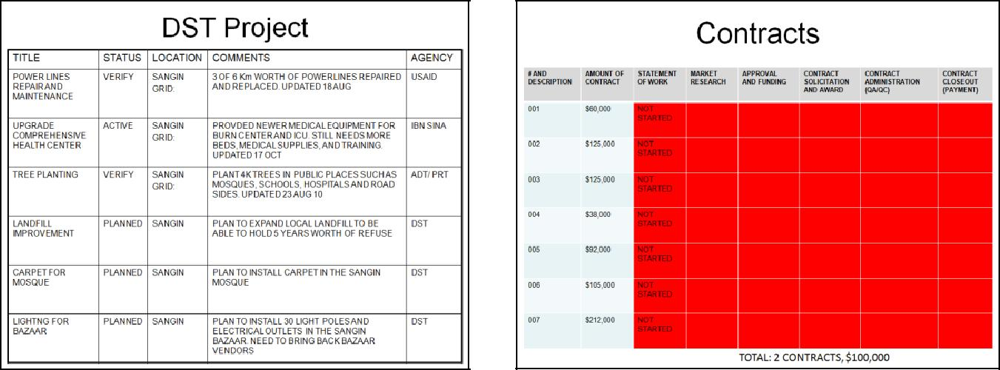 DST Project
TITLE STATUS LOCATION COMMENTS AGENCY
POWER LINES REPAIR AND MAINTENANCE VERIFY SANGIN GRID: 3 OF 6 Km WORTH OF POWERLINES REPAIRED AND REPLACED. UPDATED 18AUG USAID
UPGRADE COMPREHENSIVE HEALTH CENTER ACTIVE SANGIN GRID: PROVDED NEWER MEDICAL EQUIPMENT FOR BURN CENTER AND ICU. STILL NEEDS MORE BEDS, MEDICAL SUPPLIES, AND TRAINING. UPDATED 17 OCT IBN SINA
TREE PLANTING VERIFY SANGIN GRID: PLANT 4K TREES IN PUBLIC PLACES SUCH AS MOSQUES, SCHOOLS, HOSPITALS AND ROAD SIDES. UPDATED 23 AUG 10 ADT/ PRT
LANDFILL IMPROVEMENT PLANNED SANGIN PLAN TO EXPAND LOCAL LANDFILL TO BE ABLE TO HOLD 5 YEARS WORTH OF REFUSE DST
CARPET FOR MOSQUE PLANNED SANGIN PLAN TO INSTALL CARPET IN THE SANGIN MOSQUE DST
LIGHTNG FOR BAZAAR PLANNED SANGIN PLAN TO INSTALL 30 LIGHT POLES AND ELECTRICAL OUTLETS IN THE SANGIN BAZAAR. NEED TO BRING BACK BAZAAR VENDORS DST
Contracts
# AND DESCRIPTION AMOUNT OF CONTRACT STATEMENT OF WORK MARKET RESEARCH APPROVAL AND FUNDING CONTRACT SOLICITATION AND AWARD CONTRACT ADMINISTRATION (QA/QC) CONTRACT CLOSEOUT (PAYMENT)
001 $60,000 NOT STARTED
002 $125,000 NOT STARTED
003 $125,000 NOT STARTED
004 $38,000 NOT STARTED
005 $92,000 NOT STARTED
006 $105,000 NOT STARTED
007 $212,000 NOT STARTED
TOTAL: 2 CONTRACTS, $100,000